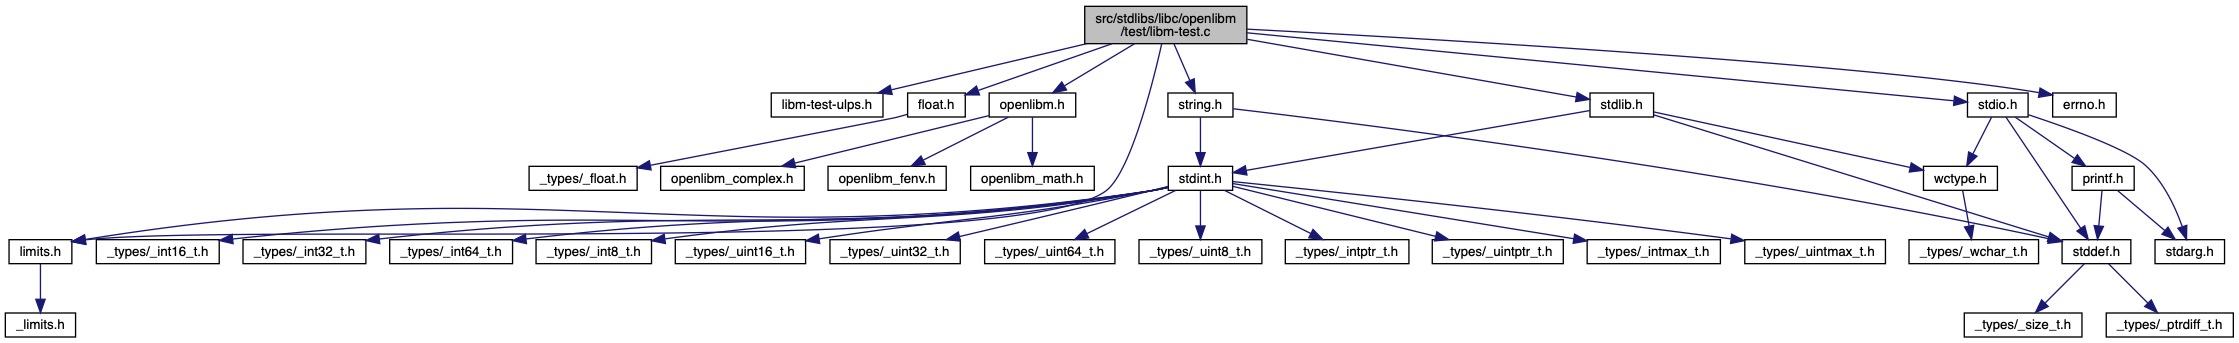 src/stdlibs/libc/openlibm
/test/libm-test.c
libm-test-ulps.h
float.h
openlibm.h
string.h
stdlib.h
stdio.h
errno.h
_types/_float.h
openlibm_complex.h
openlibm_fenv.h
openlibm_math.h
stdint.h
wctype.h
printf.h
limits.h
_types/_int16_t.h
_types/_int32_t.h
_types/_int64_t.h
_types/_int8_t.h
_types/_uint16_t.h
_types/_uint32_t.h
_types/_uint64_t.h
_types/_uint8_t.h
_types/_intptr_t.h
_types/_uintptr_t.h
_types/_intmax_t.h
_types/_uintmax_t.h
_types/_wchar_t.h
stddef.h
stdarg.h
_limits.h
_types/_size_t.h
_types/_ptrdiff_t.h